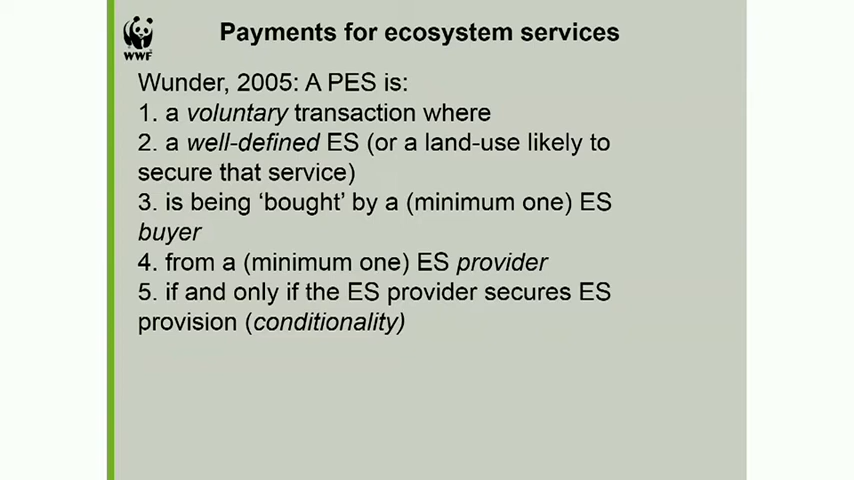 Payments for ecosystem services
WWF
Wunder, 2005: A PES is:
1. a voluntary transaction where
2. a well-defined ES (or a land-use likely to
secure that service)
3. is being ‘bought’ by a (minimum one) ES
buyer
4. from a (minimum one) ES provider
5. if and only if the ES provider secures ES
provision (conditionality)